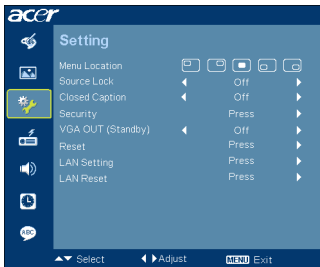 acer
Setting
Menu Location
Source Lock Off
Closed Caption Off
Security Press
VGA OUT (Standby) Off
Reset Press
LAN Setting Press
LAN Reset Press
ABC
Select Adjust MENU Exit